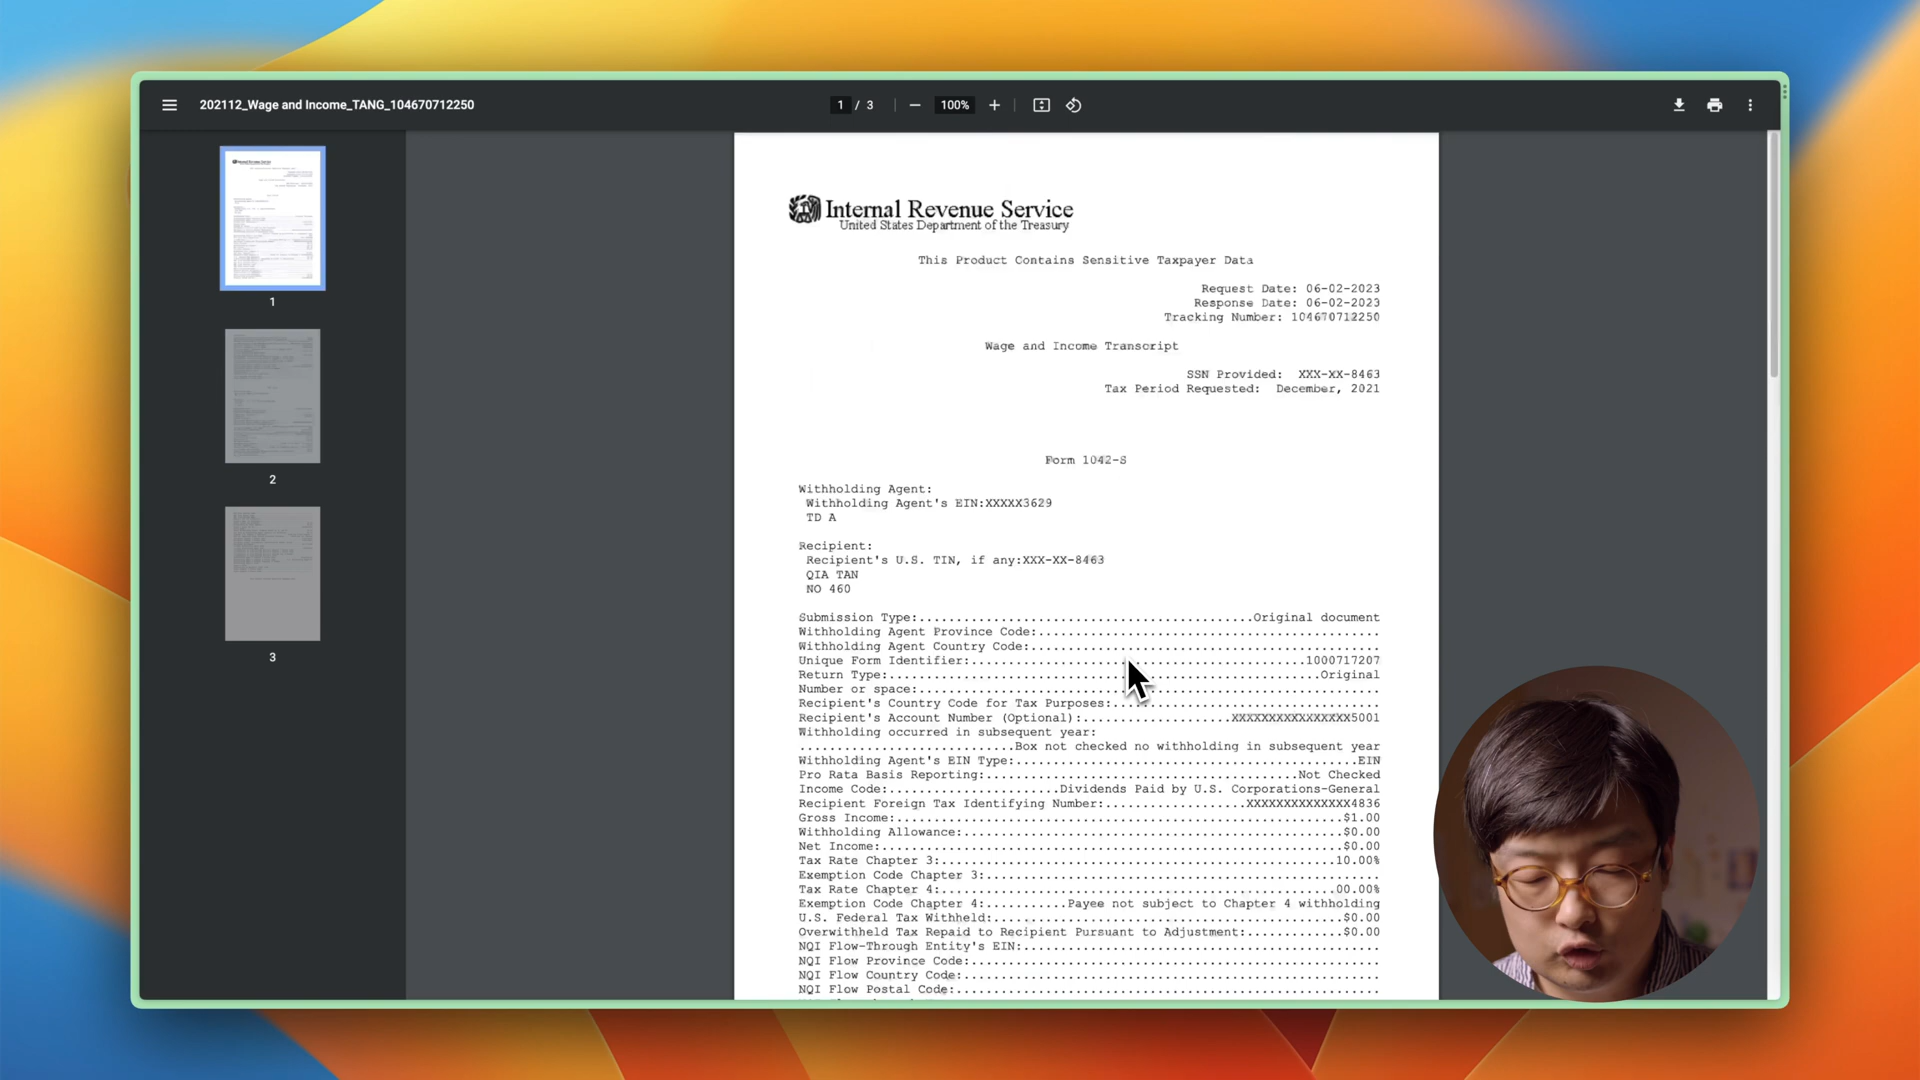 202112_Wage and Income_TANG_104670712250
1 / 3
100%
1
2
3
Internal Revenue Service
United States Department of the Treasury
This Product Contains Sensitive Taxpayer Data
Request Date: 06-02-2023
Response Date: 06-02-2023
Tracking Number: 104670712250
Wage and Income Transcript
SSN Provided: XXX-XX-8463
Tax Period Requested: December, 2021
Form 1042-S
Withholding Agent:
Withholding Agent's EIN:XXXXX3629
TD A
Recipient:
Recipient's U.S. TIN, if any:XXX-XX-8463
QIA TAN
NO 460
Submission Type:.............................................Original document
Withholding Agent Province Code:..............................................
Withholding Agent Country Code:...............................................
Unique Form Identifier:.............................................1000717207
Return Type:..........................................................Original
Number or space:..............................................................
Recipient's Country Code for Tax Purposes:....................................
Recipient's Account Number (Optional):....................XXXXXXXXXXXXXXXX5001
Withholding occurred in subsequent year:
.............................Box not checked no withholding in subsequent year
Withholding Agent's EIN Type:..............................................EIN
Pro Rata Basis Reporting:..........................................Not Checked
Income Code:.......................Dividends Paid by U.S. Corporations-General
Recipient Foreign Tax Identifying Number:...................XXXXXXXXXXXXXX4836
Gross Income:............................................................$1.00
Withholding Allowance:...................................................$0.00
Net Income:..............................................................$0.00
Tax Rate Chapter 3:.....................................................10.00%
Exemption Code Chapter 3:.....................................................
Tax Rate Chapter 4:.....................................................00.00%
Exemption Code Chapter 4:...........Payee not subject to Chapter 4 withholding
U.S. Federal Tax Withheld:...............................................$0.00
Overwithheld Tax Repaid to Recipient Pursuant to Adjustment:.............$0.00
NQI Flow-Through Entity's EIN:................................................
NQI Flow Province Code:.......................................................
NQI Flow Country Code:........................................................
NQI Flow Postal Code:.........................................................